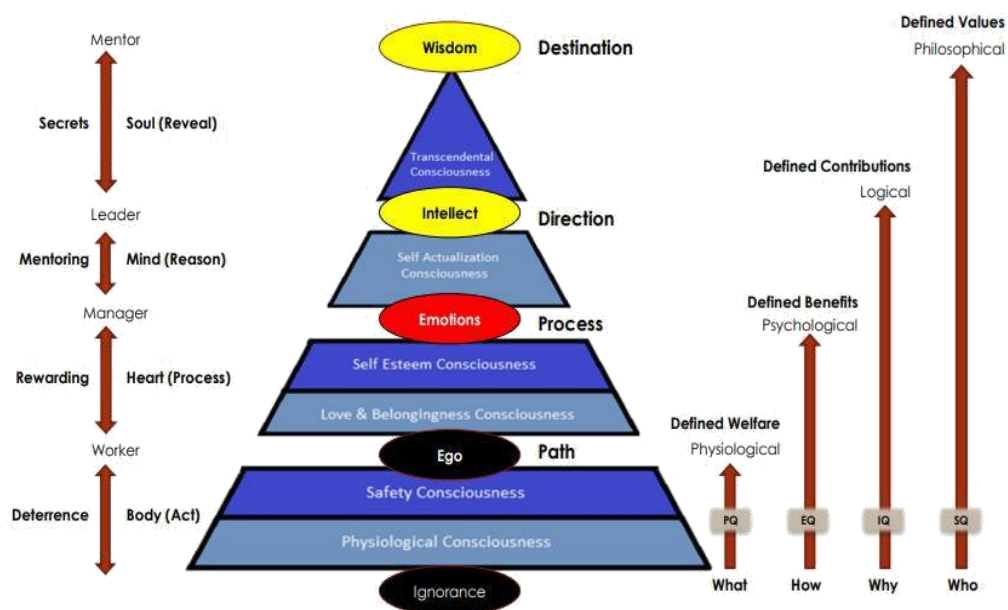 Mentor
Secrets
Soul (Reveal)
Leader
Mentoring
Mind (Reason)
Manager
Rewarding
Heart (Process)
Worker
Deterrence
Body (Act)
Wisdom
Destination
Transcendental
Consciousness
Intellect
Direction
Self Actualization
Consciousness
Emotions
Process
Self Esteem Consciousness
Love & Belongingness Consciousness
Ego
Path
Safety Consciousness
Physiological Consciousness
Ignorance
Defined Welfare
Physiological
PQ
What
Defined Benefits
Psychological
EQ
How
Defined Contributions
Logical
IQ
Why
Defined Values
Philosophical
SQ
Who